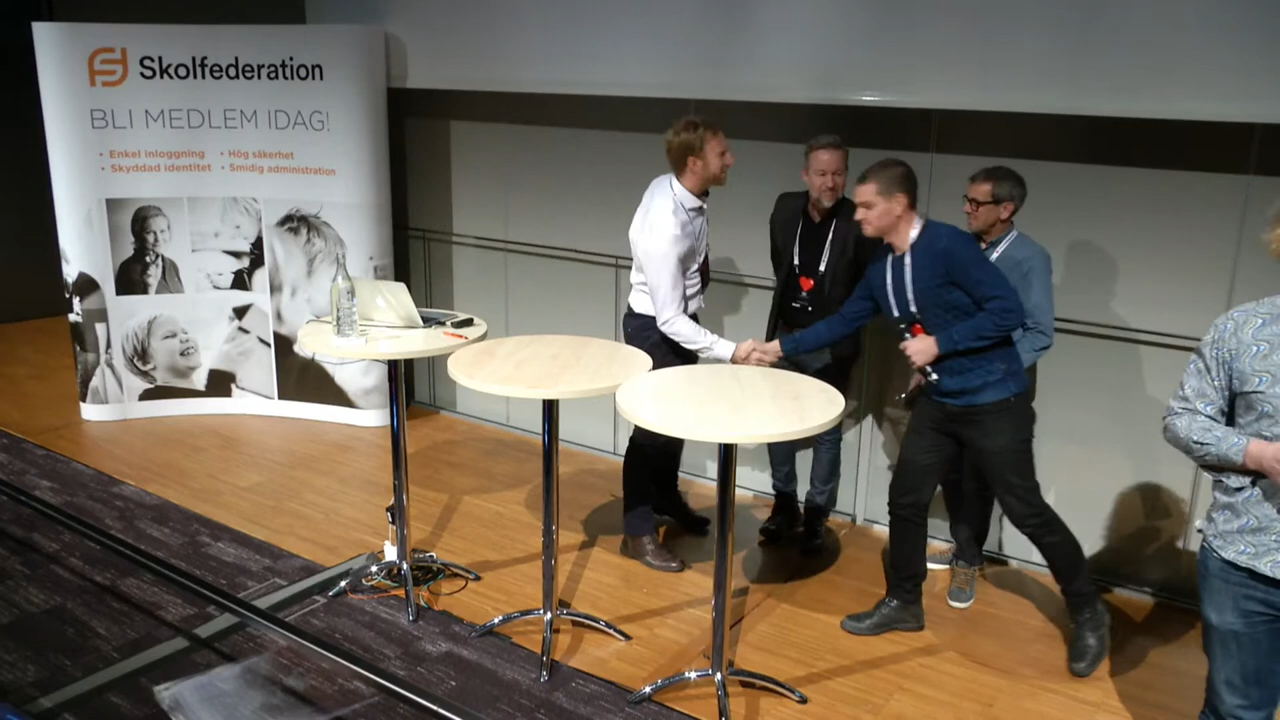 Skolfederation
BLI MEDLEM IDAG!
• Enkel inloggning • Hög säkerhet
• Skyddad identitet • Smidig administration